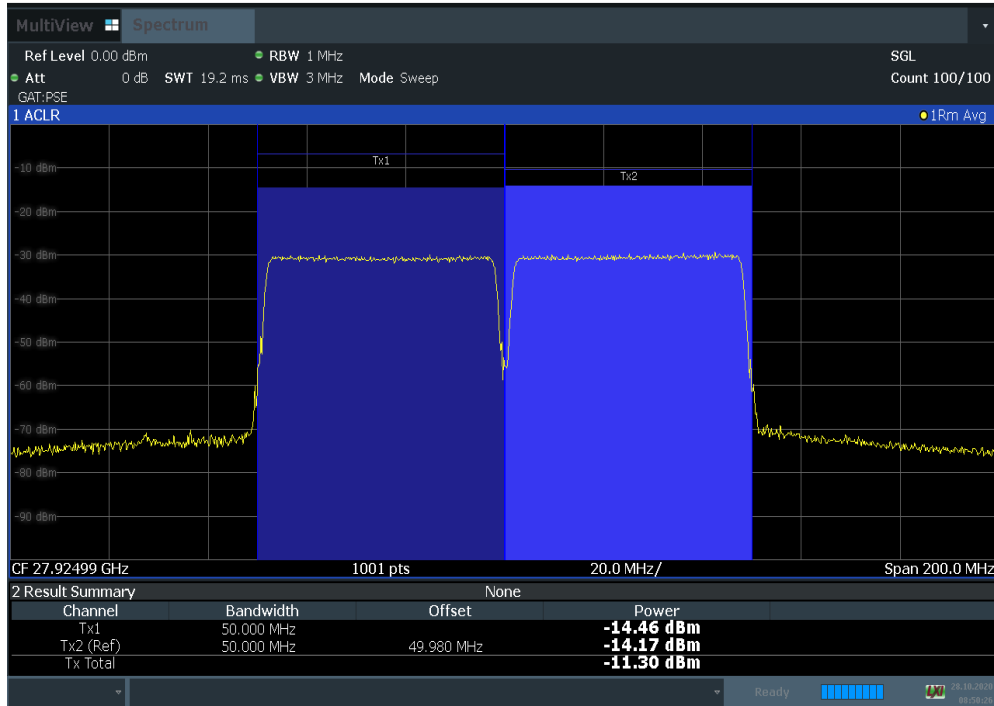 MultiView Spectrum
Ref Level 0.00 dBm RBW 1 MHz SGL
Att 0 dB SWT 19.2 ms VBW 3 MHz Mode Sweep Count 100/100
GAT:PSE
1 ACLR 1Rm Avg
Tx1
-10 dBm
Tx2
-20 dBm
-30 dBm
-40 dBm
-50 dBm
-60 dBm
-70 dBm
-80 dBm
-90 dBm
CF 27.92499 GHz 1001 pts 20.0 MHz/ Span 200.0 MHz
2 Result Summary None
Channel Bandwidth Offset Power
Tx1 50.000 MHz -14.46 dBm
Tx2 (Ref) 50.000 MHz 49.980 MHz -14.17 dBm
Tx Total -11.30 dBm
Ready LXI 28.10.2020